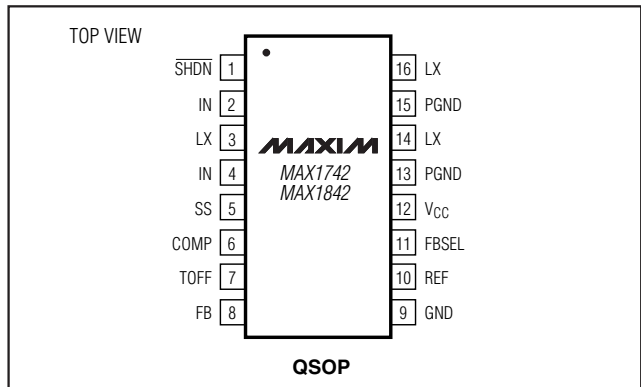 TOP VIEW
SHDN 1
IN 2
LX 3
IN 4
SS 5
COMP 6
TOFF 7
FB 8
MAXIM
MAX1742
MAX1842
16 LX
15 PGND
14 LX
13 PGND
12 VCC
11 FBSEL
10 REF
9 GND
QSOP